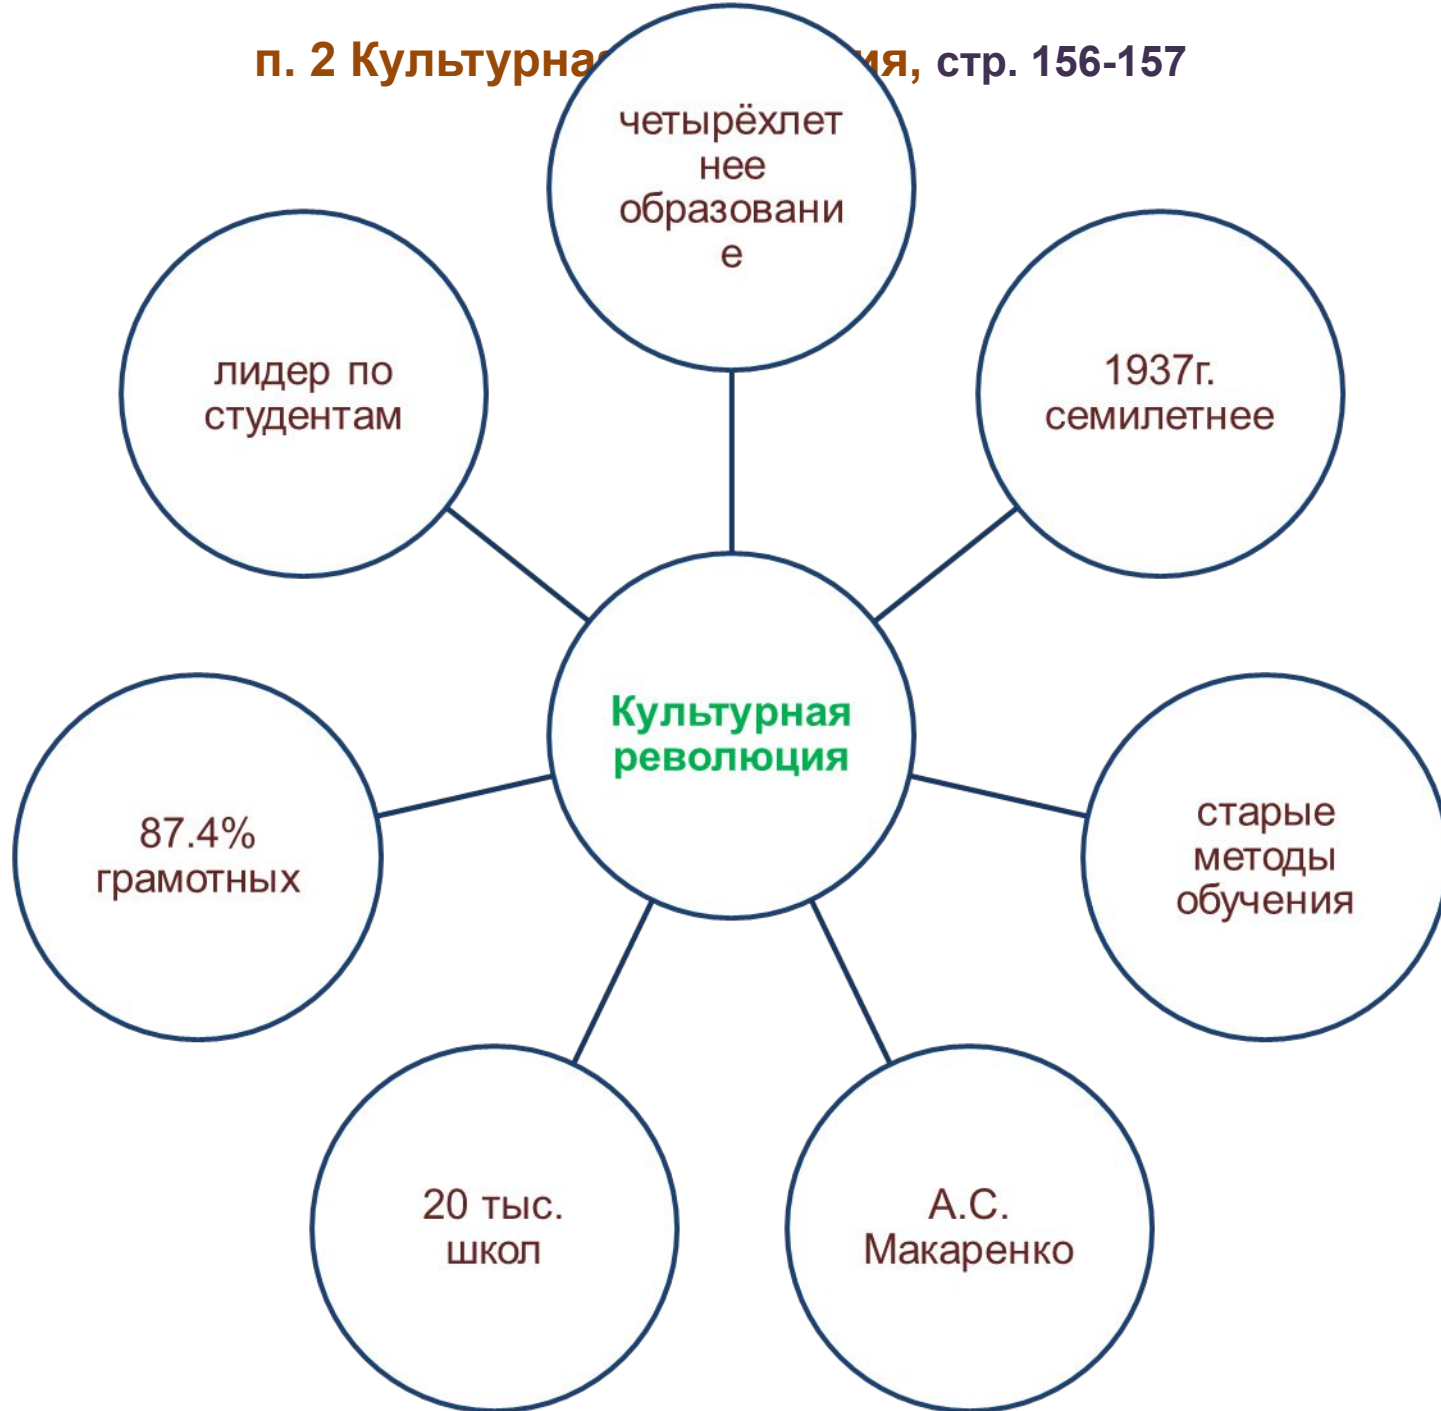 п. 2 Культурна ия, стр. 156-157
четырёхлет
нее
образовани
е
лидер по
студентам
1937г.
семилетнее
Культурная
революция
87.4%
грамотных
старые
методы
обучения
20 тыс.
школ
А.С.
Макаренко